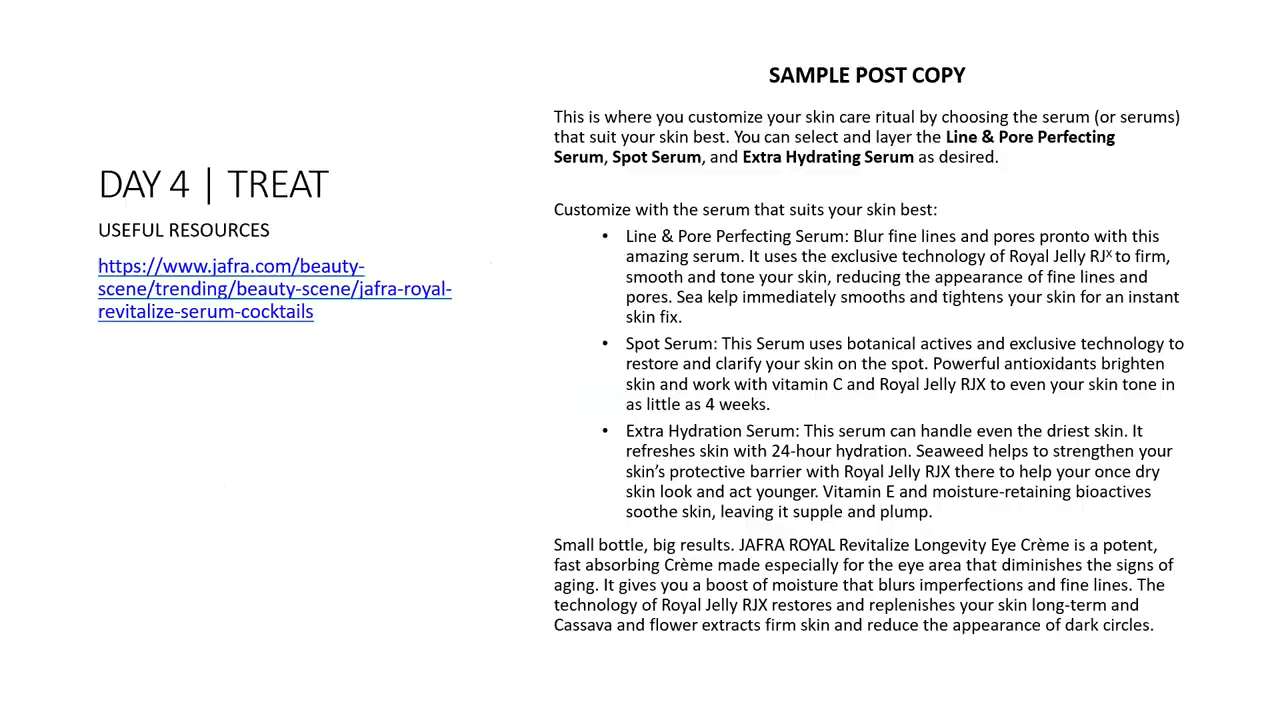 DAY 4 | TREAT
USEFUL RESOURCES
https://www.jafra.com/beauty-
scene/trending/beauty-scene/jafra-royal-
revitalize-serum-cocktails
SAMPLE POST COPY
This is where you customize your skin care ritual by choosing the serum (or serums)
that suit your skin best. You can select and layer the Line & Pore Perfecting
Serum, Spot Serum, and Extra Hydrating Serum as desired.
Customize with the serum that suits your skin best:
• Line & Pore Perfecting Serum: Blur fine lines and pores pronto with this
amazing serum. It uses the exclusive technology of Royal Jelly RJˣ to firm,
smooth and tone your skin, reducing the appearance of fine lines and
pores. Sea kelp immediately smooths and tightens your skin for an instant
skin fix.
• Spot Serum: This Serum uses botanical actives and exclusive technology to
restore and clarify your skin on the spot. Powerful antioxidants brighten
skin and work with vitamin C and Royal Jelly RJX to even your skin tone in
as little as 4 weeks.
• Extra Hydration Serum: This serum can handle even the driest skin. It
refreshes skin with 24-hour hydration. Seaweed helps to strengthen your
skin’s protective barrier with Royal Jelly RJX there to help your once dry
skin look and act younger. Vitamin E and moisture-retaining bioactives
soothe skin, leaving it supple and plump.
Small bottle, big results. JAFRA ROYAL Revitalize Longevity Eye Crème is a potent,
fast absorbing Crème made especially for the eye area that diminishes the signs of
aging. It gives you a boost of moisture that blurs imperfections and fine lines. The
technology of Royal Jelly RJX restores and replenishes your skin long-term and
Cassava and flower extracts firm skin and reduce the appearance of dark circles.